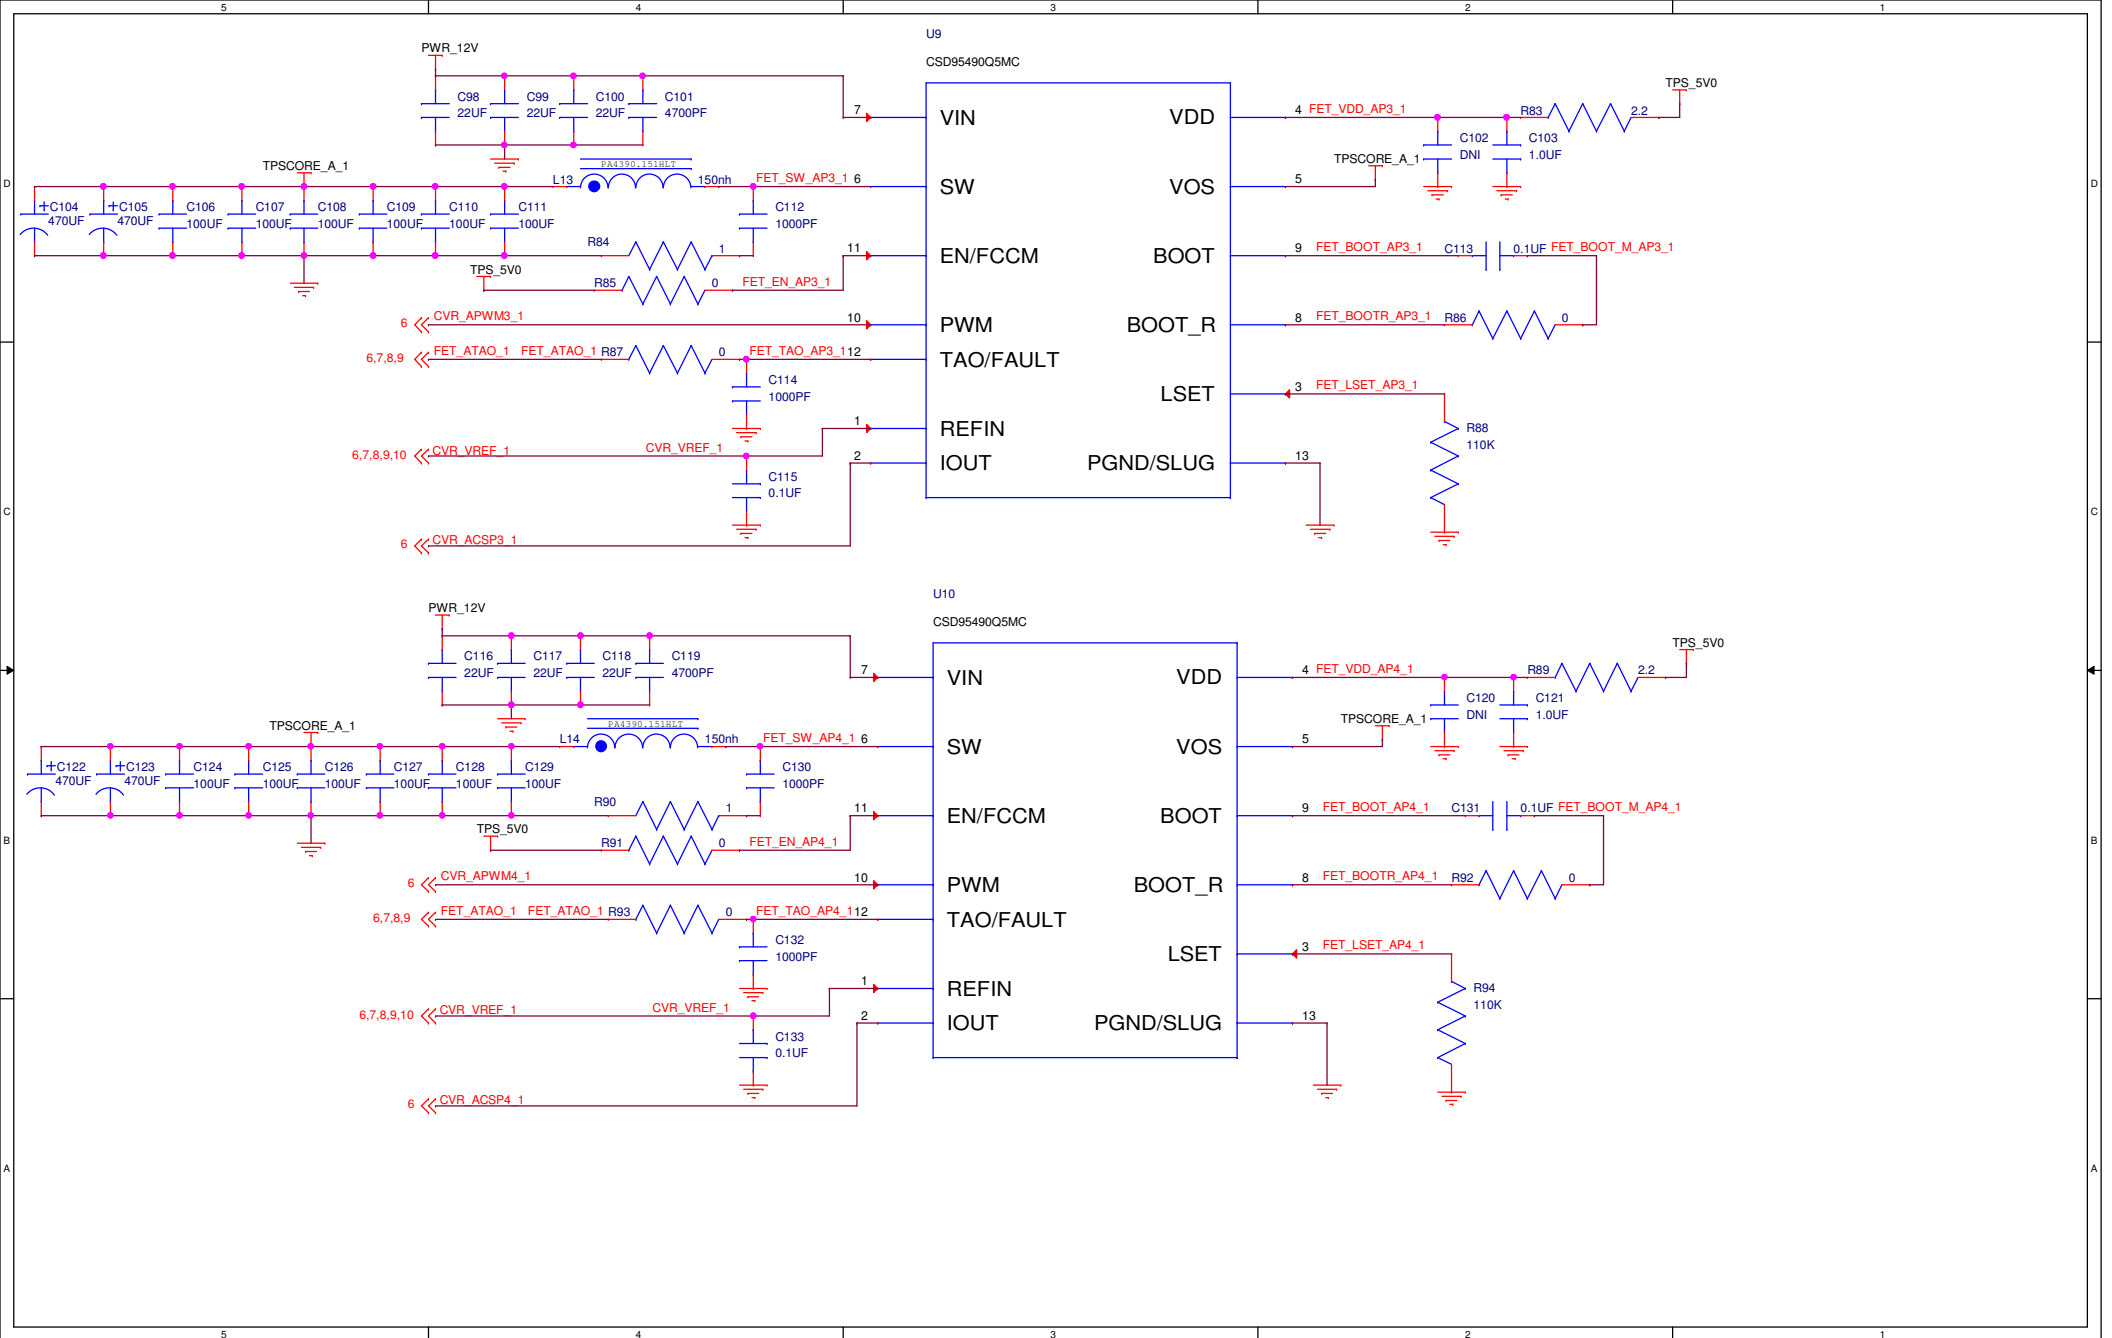 5 4 3 2 1
U9
CSD95490Q5MC
PWR_12V
C98 22UF
C99 22UF
C100 22UF
C101 4700PF
7 VIN
TPSCORE_A_1
L13 PA4390.151HLT 150nh
FET_SW_AP3_1 6 SW
C104 470UF
C105 470UF
C106 100UF
C107 100UF
C108 100UF
C109 100UF
C110 100UF
C111 100UF
C112 1000PF
R84 1
TPS_5V0
R85 0 FET_EN_AP3_1
11 EN/FCCM
6 CVR_APWM3_1 10 PWM
6,7,8,9 FET_ATAO_1 FET_ATAO_1 R87 0 FET_TAO_AP3_1 12 TAO/FAULT
C114 1000PF
1 REFIN
6,7,8,9,10 CVR_VREF_1 CVR_VREF_1
2 IOUT
C115 0.1UF
6 CVR_ACSP3_1
VDD 4 FET_VDD_AP3_1 R83 2.2 TPS_5V0
C102 DNI
C103 1.0UF
VOS 5 TPSCORE_A_1
BOOT 9 FET_BOOT_AP3_1 C113 0.1UF FET_BOOT_M_AP3_1
BOOT_R 8 FET_BOOTR_AP3_1 R86 0
LSET 3 FET_LSET_AP3_1
R88 110K
PGND/SLUG 13
U10
CSD95490Q5MC
PWR_12V
C116 22UF
C117 22UF
C118 22UF
C119 4700PF
7 VIN
TPSCORE_A_1
L14 PA4390.151HLT 150nh
FET_SW_AP4_1 6 SW
C122 470UF
C123 470UF
C124 100UF
C125 100UF
C126 100UF
C127 100UF
C128 100UF
C129 100UF
C130 1000PF
R90 1
TPS_5V0
R91 0 FET_EN_AP4_1
11 EN/FCCM
6 CVR_APWM4_1 10 PWM
6,7,8,9 FET_ATAO_1 FET_ATAO_1 R93 0 FET_TAO_AP4_1 12 TAO/FAULT
C132 1000PF
1 REFIN
6,7,8,9,10 CVR_VREF_1 CVR_VREF_1
2 IOUT
C133 0.1UF
6 CVR_ACSP4_1
VDD 4 FET_VDD_AP4_1 R89 2.2 TPS_5V0
C120 DNI
C121 1.0UF
VOS 5 TPSCORE_A_1
BOOT 9 FET_BOOT_AP4_1 C131 0.1UF FET_BOOT_M_AP4_1
BOOT_R 8 FET_BOOTR_AP4_1 R92 0
LSET 3 FET_LSET_AP4_1
R94 110K
PGND/SLUG 13
D D
C C
B B
A A
5 4 3 2 1